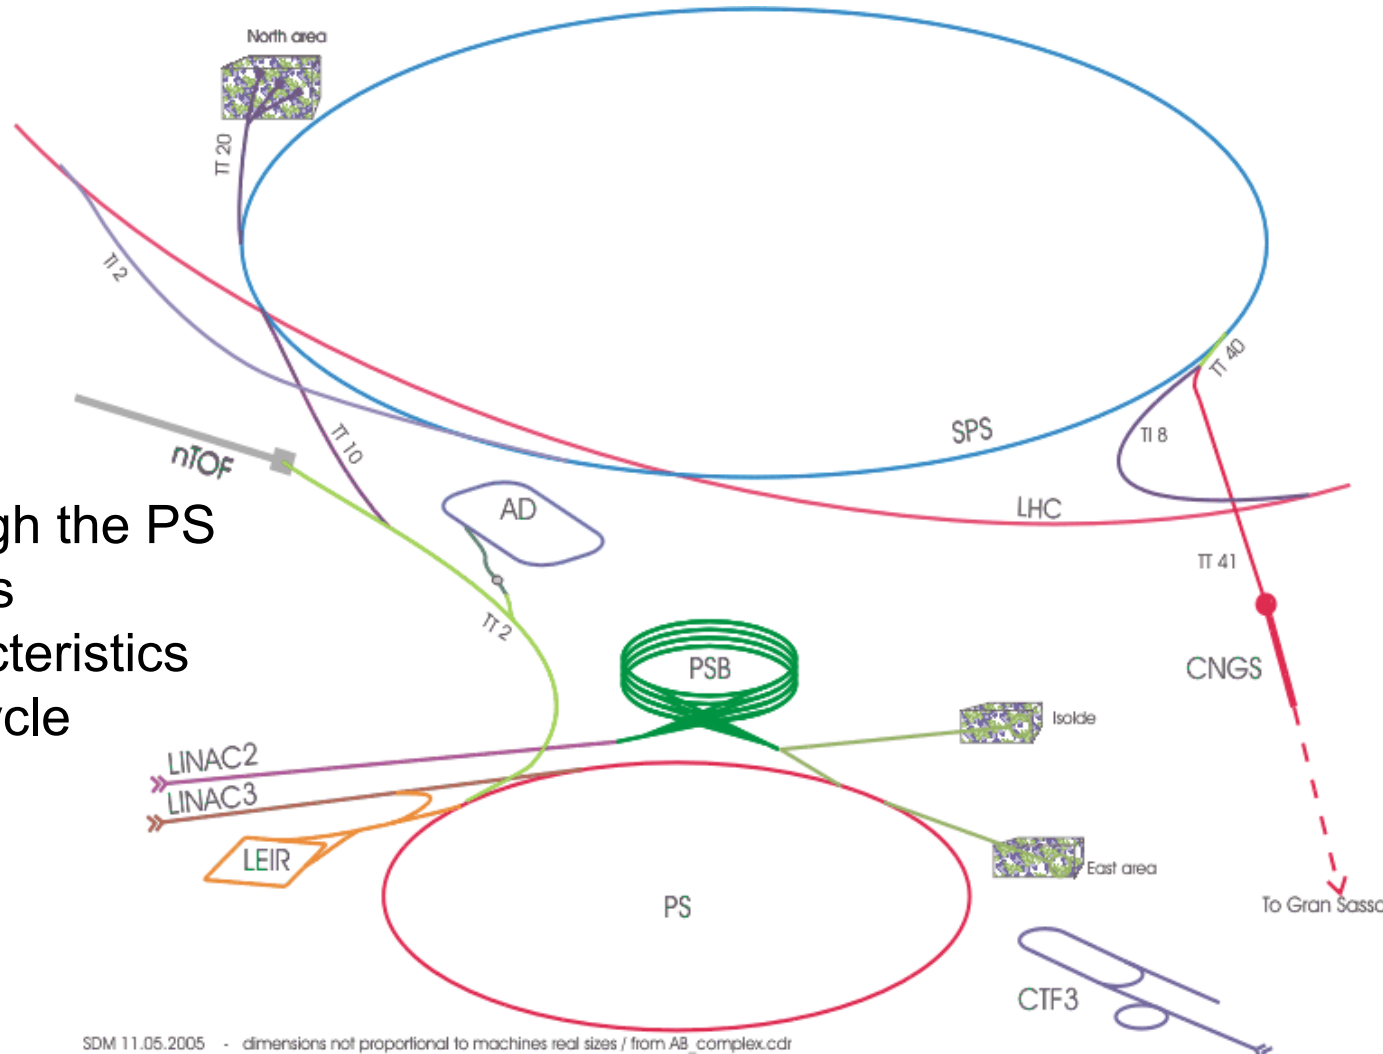 North area
TT 20
TI 2
TT 40
SPS
TT 10
TI 8
nTOF
AD
LHC
gh the PS
TT 41
s
TT 2
cteristics
PSB
CNGS
ycle
Isolde
LINAC2
LINAC3
LEIR
East area
PS
To Gran Sasso
CTF3
SDM 11.05.2005 - dimensions not proportional to machines real sizes / from AB_complex.cdr